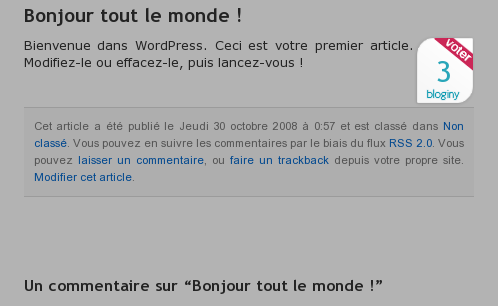 Bonjour tout le monde !
Bienvenue dans WordPress. Ceci est votre premier article.
Modifiez-le ou effacez-le, puis lancez-vous !
voter
3
bloginy
Cet article a été publié le Jeudi 30 octobre 2008 à 0:57 et est classé dans Non
classé. Vous pouvez en suivre les commentaires par le biais du flux RSS 2.0. Vous
pouvez laisser un commentaire, ou faire un trackback depuis votre propre site.
Modifier cet article.
Un commentaire sur “Bonjour tout le monde !”